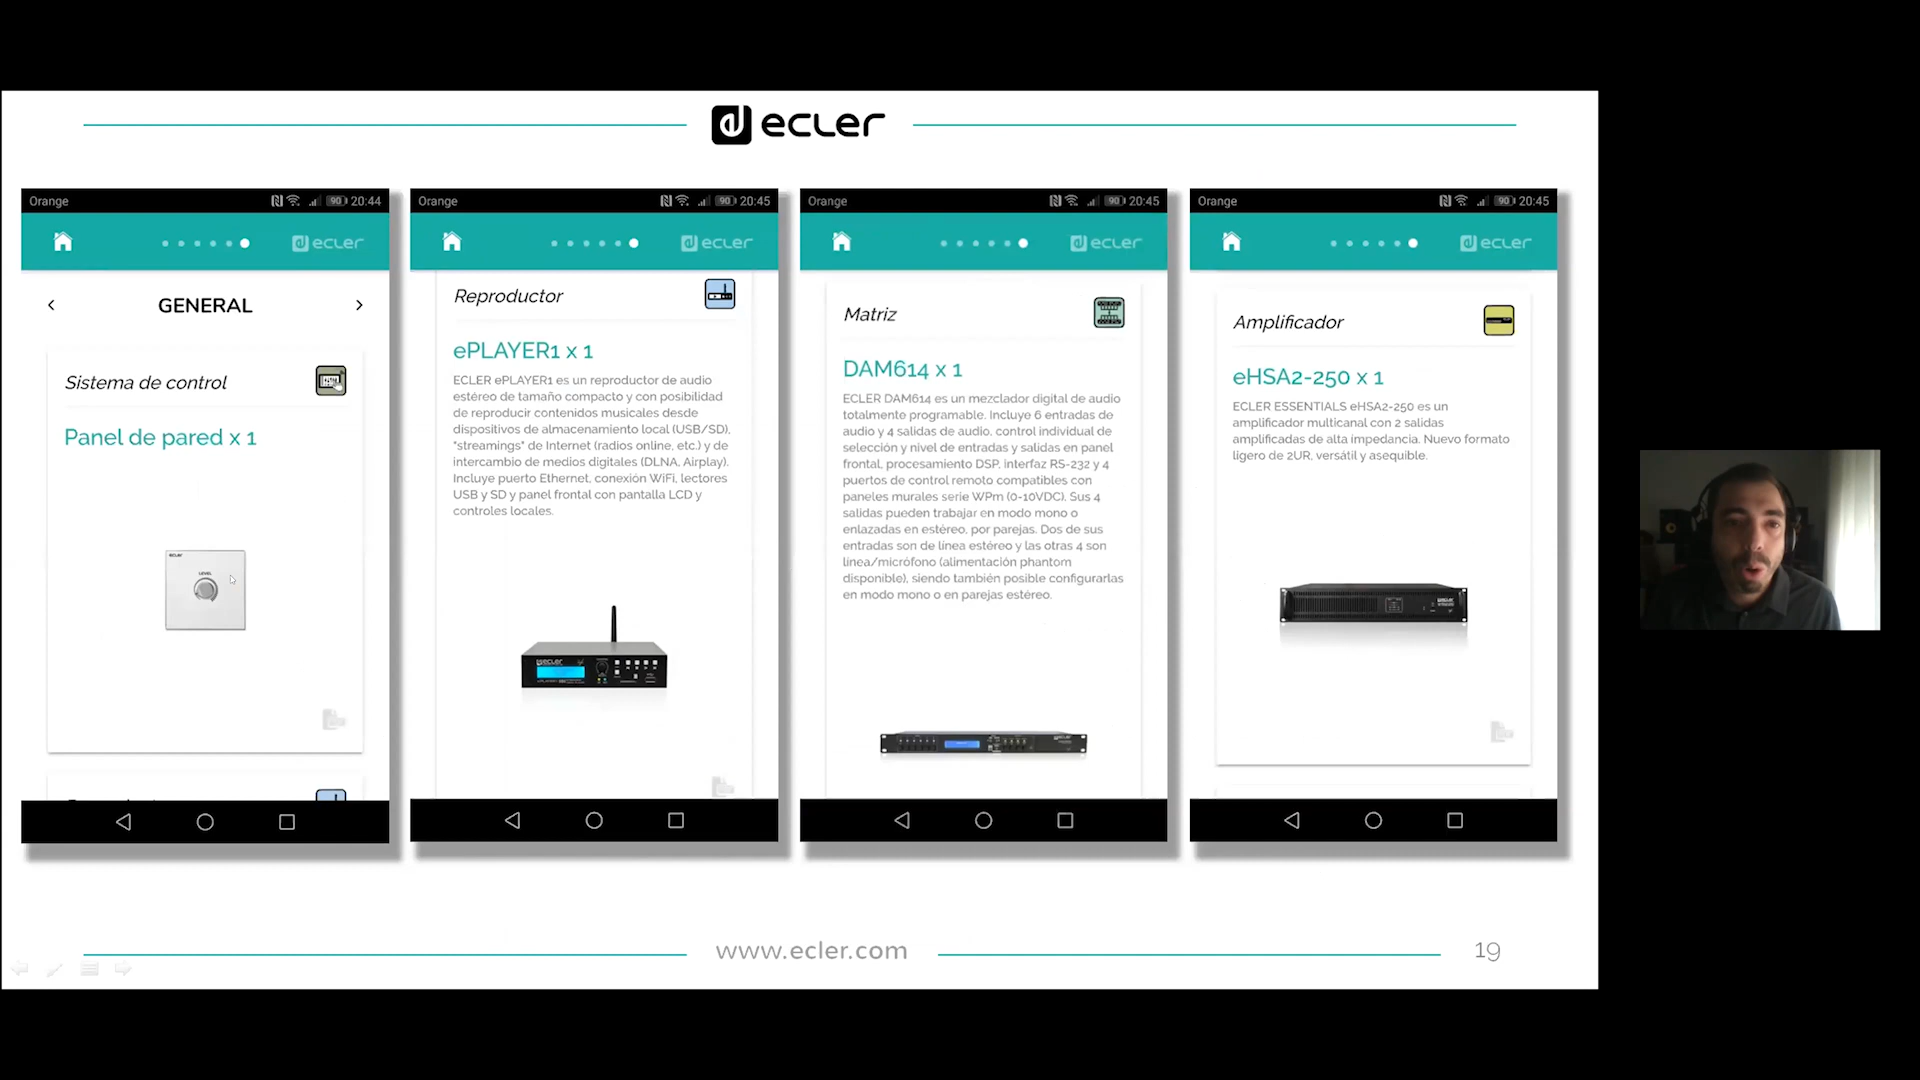 ecler
Orange
90 20:44
ecler
GENERAL
Sistema de control
Panel de pared x 1
ECLER
LEVEL
Orange
90 20:45
ecler
Reproductor
ePLAYER1 x 1
ECLER ePLAYER1 es un reproductor de audio
estéreo de tamaño compacto y con posibilidad
de reproducir contenidos musicales desde
dispositivos de almacenamiento local (USB/SD),
"streamings" de Internet (radios online, etc.) y de
intercambio de medios digitales (DLNA, Airplay).
Incluye puerto Ethernet, conexión WiFi, lectores
USB y SD y panel frontal con pantalla LCD y
controles locales.
ecler
Orange
90 20:45
ecler
Matriz
DAM614 x 1
ECLER DAM614 es un mezclador digital de audio
totalmente programable. Incluye 6 entradas de
audio y 4 salidas de audio, control individual de
selección y nivel de entradas y salidas en panel
frontal, procesamiento DSP, interfaz RS-232 y 4
puertos de control remoto compatibles con
paneles murales serie WPm (0-10VDC). Sus 4
salidas pueden trabajar en modo mono o
enlazadas en estéreo, por parejas. Dos de sus
entradas son de línea estéreo y las otras 4 son
línea/micrófono (alimentación phantom
disponible), siendo también posible configurarlas
en modo mono o en parejas estéreo.
Orange
90 20:45
ecler
Amplificador
eHSA2-250 x 1
ECLER ESSENTIALS eHSA2-250 es un
amplificador multicanal con 2 salidas
amplificadas de alta impedancia. Nuevo formato
ligero de 2UR, versátil y asequible.
www.ecler.com
19